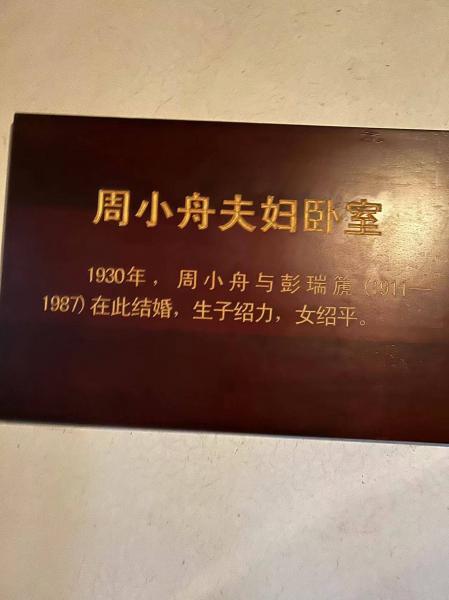 周小舟夫妇卧室
1930年，周小舟与彭瑞篪(1911—
1987)在此结婚，生子绍力，女绍平。